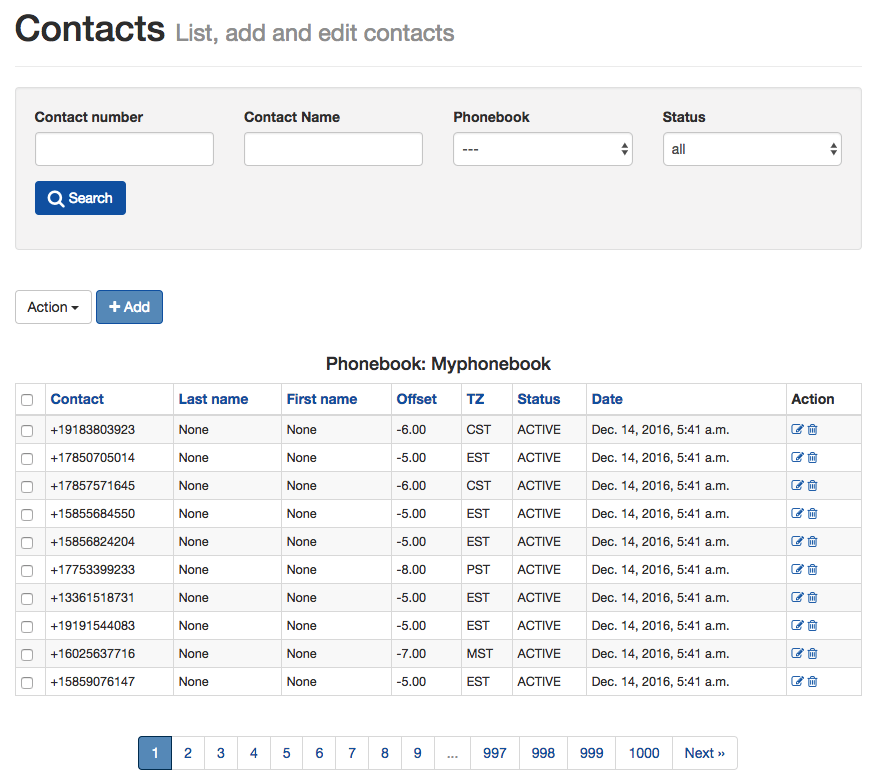 Contacts List, add and edit contacts
Contact number Contact Name Phonebook Status
--- all
Search
Action + Add
Phonebook: Myphonebook
Contact Last name First name Offset TZ Status Date Action
+19183803923 None None -6.00 CST ACTIVE Dec. 14, 2016, 5:41 a.m.
+17850705014 None None -5.00 EST ACTIVE Dec. 14, 2016, 5:41 a.m.
+17857571645 None None -6.00 CST ACTIVE Dec. 14, 2016, 5:41 a.m.
+15855684550 None None -5.00 EST ACTIVE Dec. 14, 2016, 5:41 a.m.
+15856824204 None None -5.00 EST ACTIVE Dec. 14, 2016, 5:41 a.m.
+17753399233 None None -8.00 PST ACTIVE Dec. 14, 2016, 5:41 a.m.
+13361518731 None None -5.00 EST ACTIVE Dec. 14, 2016, 5:41 a.m.
+19191544083 None None -5.00 EST ACTIVE Dec. 14, 2016, 5:41 a.m.
+16025637716 None None -7.00 MST ACTIVE Dec. 14, 2016, 5:41 a.m.
+15859076147 None None -5.00 EST ACTIVE Dec. 14, 2016, 5:41 a.m.
1 2 3 4 5 6 7 8 9 ... 997 998 999 1000 Next ››